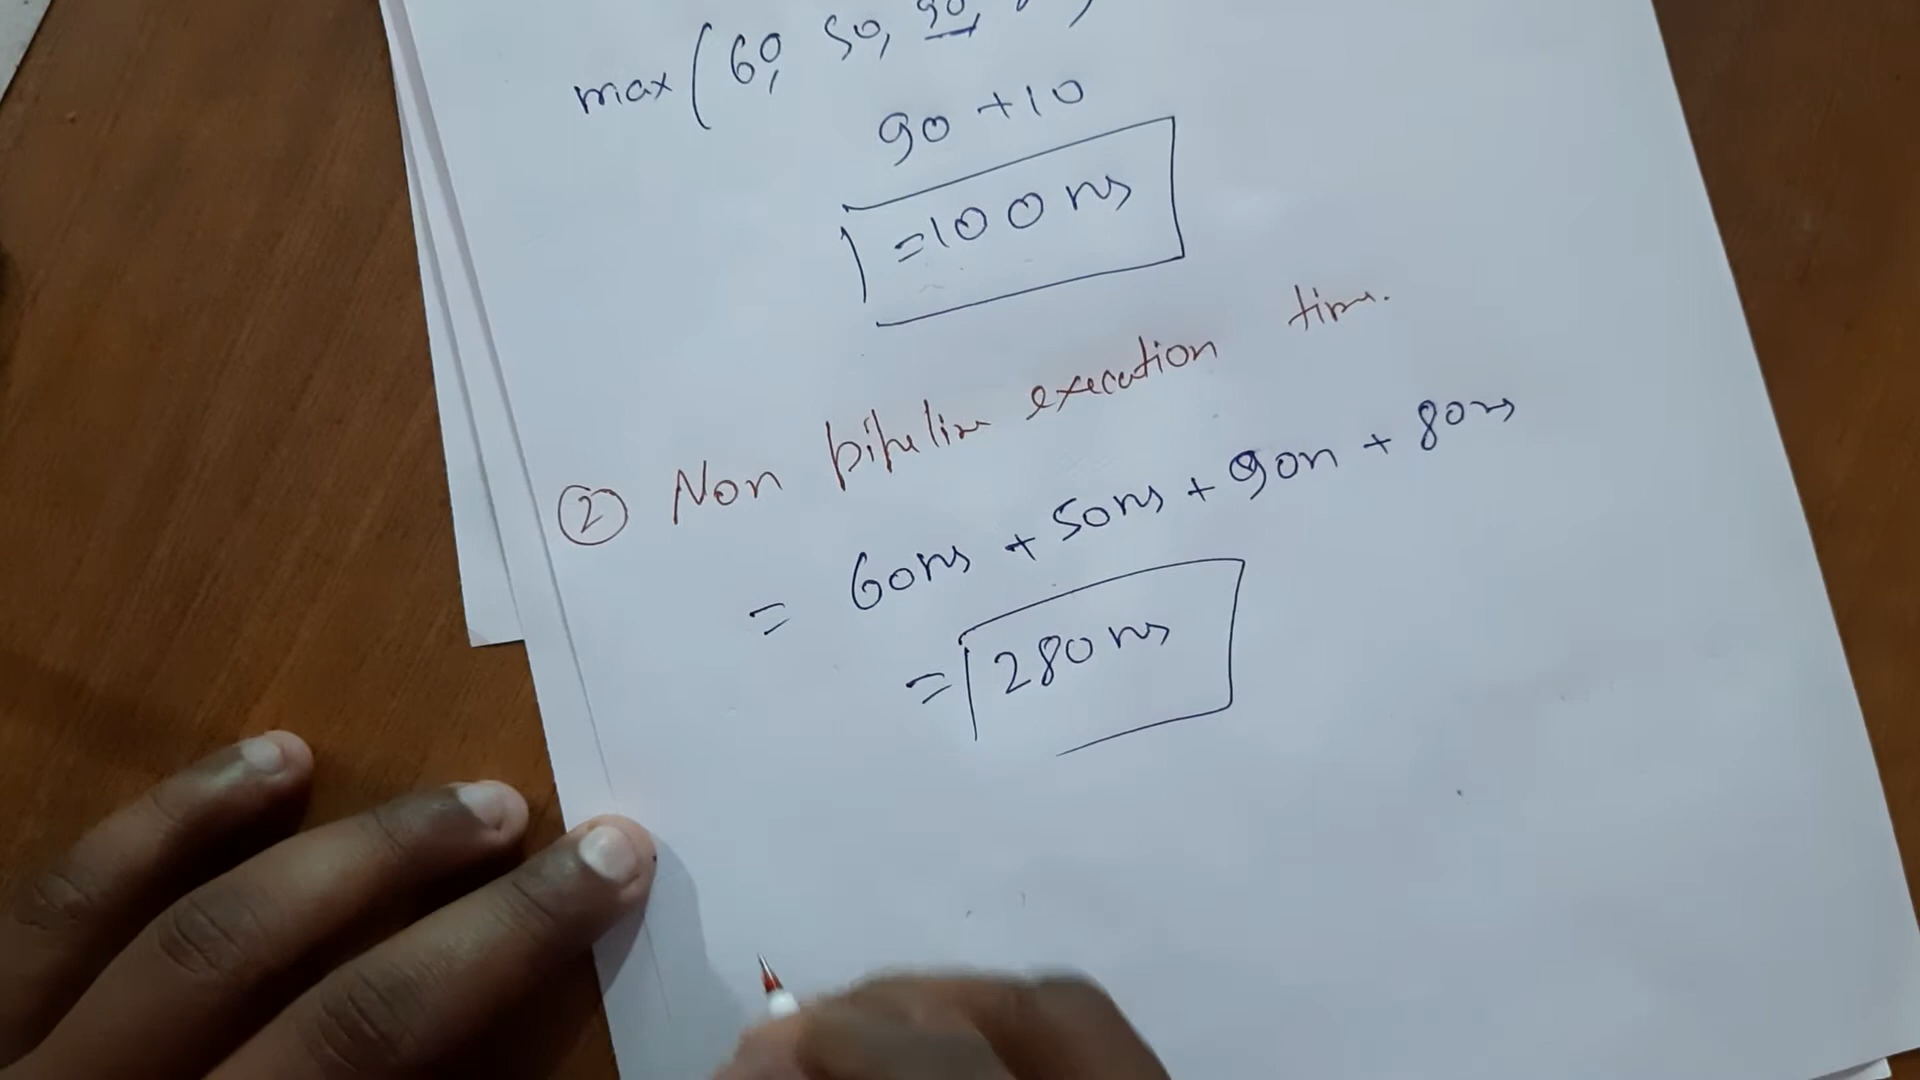 max (60, 50, 90,
90 + 10
= 100 ns
② Non pipeline execution time.
= 60ns + 50ns + 90n + 80ns
= 280 ns